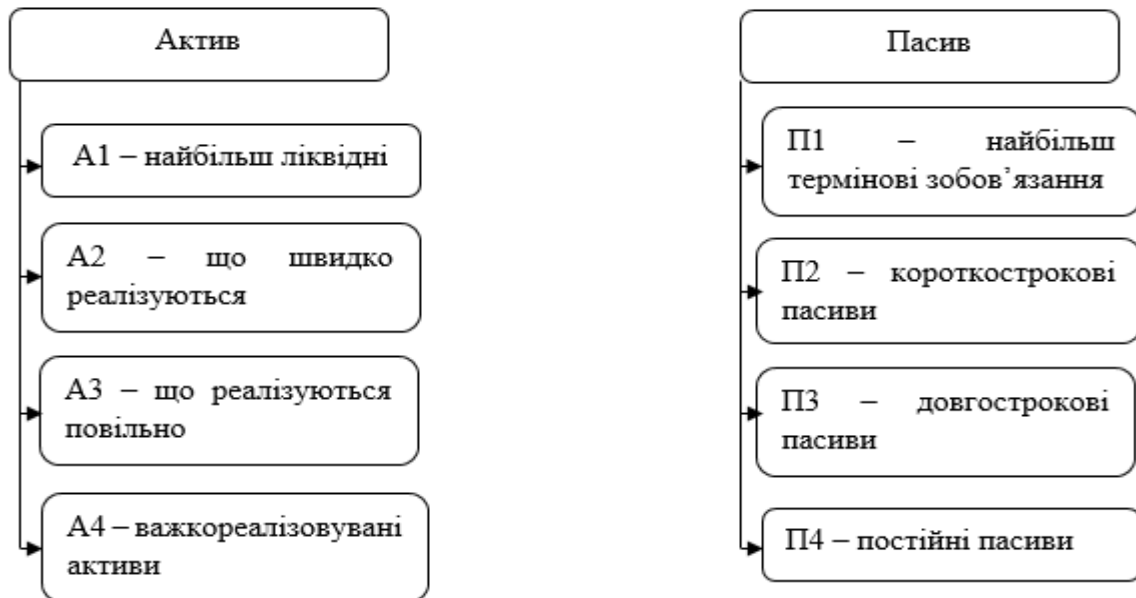 Актив
А1 – найбільш ліквідні
А2 – що швидко
реалізуються
А3 – що реалізуються
повільно
А4 – важкореалізовувані
активи
Пасив
П1 – найбільш
термінові зобов’язання
П2 – короткострокові
пасиви
П3 – довгострокові
пасиви
П4 – постійні пасиви